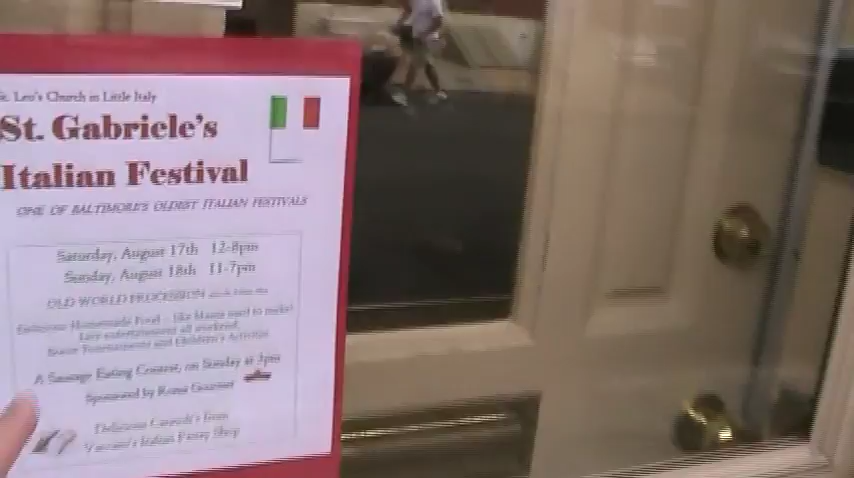 St. Leo's Church in Little Italy
St. Gabriele's
Italian Festival
ONE OF BALTIMORE'S OLDEST ITALIAN FESTIVALS
Saturday, August 17th 12-8pm
Sunday, August 18th 11-7pm
OLD WORLD PROCESSION
Homemade Food - like Mama used to make!
Live entertainment all weekend,
Tournaments and Children's Activities
A Sausage Eating Contest, on Sunday at 3pm
Sponsored by Roma Gourmet
Delicious Cannoli's from
Vaccaro's Italian Pastry Shop